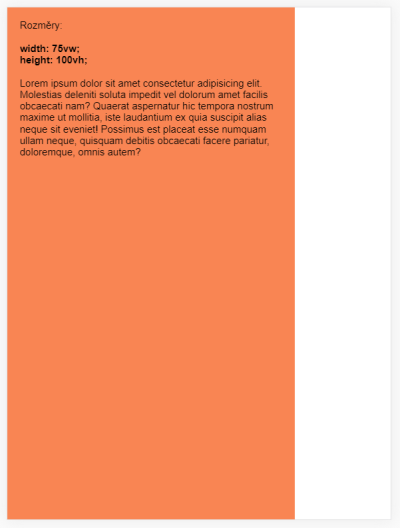 Rozměry:
width: 75vw;
height: 100vh;
Lorem ipsum dolor sit amet consectetur adipisicing elit.
Molestias deleniti soluta impedit vel dolorum amet facilis
obcaecati nam? Quaerat aspernatur hic tempora nostrum
maxime ut mollitia, iste laudantium ex quia suscipit alias
neque sit eveniet! Possimus est placeat esse numquam
ullam neque, quisquam debitis obcaecati facere pariatur,
doloremque, omnis autem?